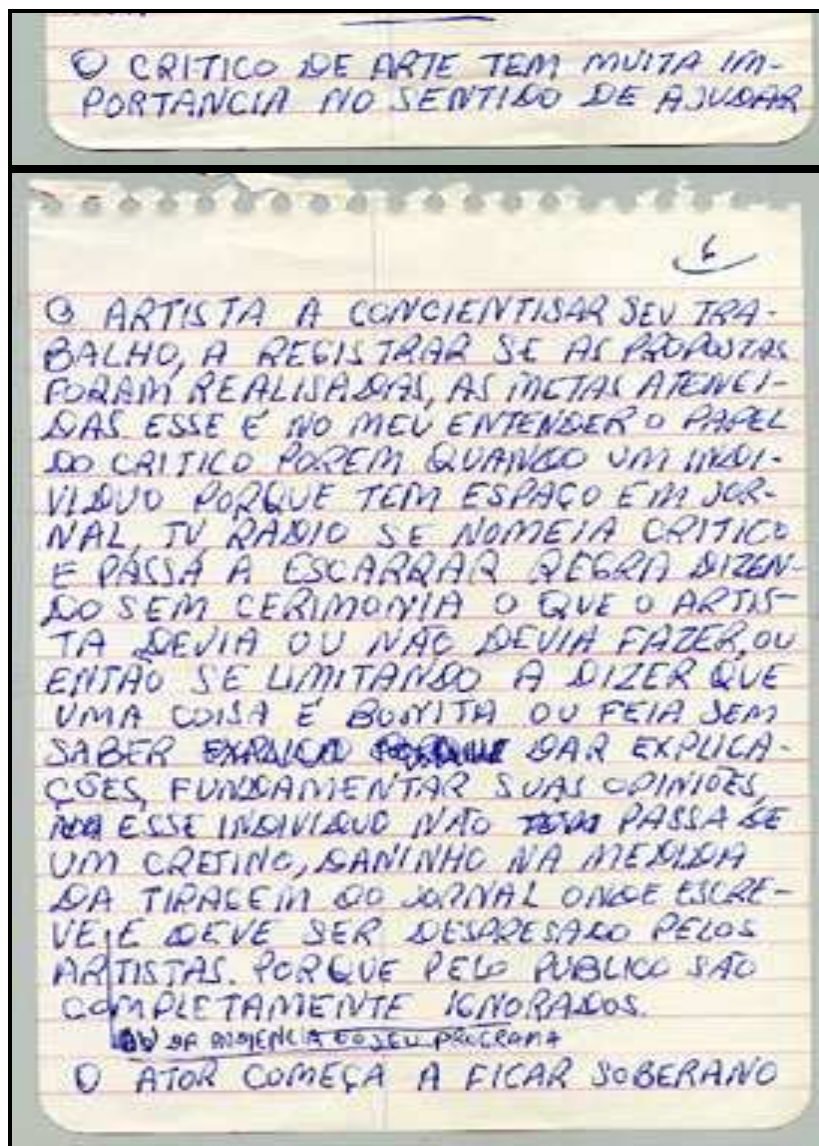 O CRITICO DE ARTE TEM MUITA IM-
PORTANCIA NO SENTIDO DE AJUDAR
6
O ARTISTA A CONCIENTISAR SEU TRA-
BALHO, A REGISTRAR SE AS PROPOSTAS
FORAM REALISADAS, AS METAS ATENGI-
DAS ESSE É NO MEU ENTENDER O PAPEL
DO CRITICO POREM QUANDO UM INDI-
VIDUO PORQUE TEM ESPAÇO EM JOR-
NAL, TV RADIO SE NOMEIA CRITICO
E PASSA A ESCARRAR REGRA DIZEN-
DO SEM CERIMONIA O QUE O ARTIS-
TA DEVIA OU NÃO DEVIA FAZER, OU
ENTÃO SE LIMITANDO A DIZER QUE
UMA COISA É BONITA OU FEIA SEM
SABER DAR EXPLICA-
ÇÕES, FUNDAMENTAR SUAS OPINIÕES,
ESSE INDIVIDUO NÃO PASSA DE
UM CRETINO, DANINHO NA MEDIDA
DA TIRAGEM DO JORNAL ONDE ESCRE-
VE E DEVE SER DESPRESADO PELOS
ARTISTAS. PORQUE PELO PUBLICO SÃO
COMPLETAMENTE IGNORADOS.
OU DA AUDIENCIA DO SEU PROGRAMA
O ATOR COMEÇA A FICAR SOBERANO